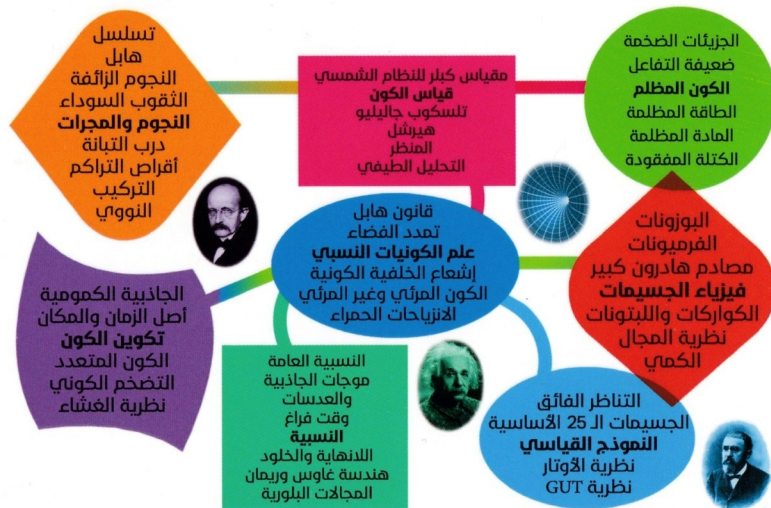 الجزيئات الضخمة
ضعيفة التفاعل
الكون المظلم
الطاقة المظلمة
المادة المظلمة
الكتلة المفقودة
مقياس كبلر للنظام الشمسي
قياس الكون
تلسكوب جاليليو
هيرشل
المنظر
التحليل الطيفي
تسلسل
هابل
النجوم الزائفة
الثقوب السوداء
النجوم والمجرات
درب التبانة
أقراص التراكم
التركيب
النووي
البوزونات
الفرميونات
مصادم هادرون كبير
فيزياء الجسيمات
الكواركات واللبتونات
نظرية المجال
الكمي
قانون هابل
تمدد الفضاء
علم الكونيات النسبي
إشعاع الخلفية الكونية
الكون المرئي وغير المرئي
الانزياحات الحمراء
الجاذبية الكمومية
أصل الزمان والمكان
تكوين الكون
الكون المتعدد
التضخم الكوني
نظرية الغشاء
التناظر الفائق
الجسيمات الـ 25 الأساسية
النموذج القياسي
نظرية الأوتار
نظرية GUT
النسبية العامة
موجات الجاذبية
والعدسات
وقت فراغ
النسبية
اللانهاية والخلود
هندسة غاوس وريمان
المجالات البلورية